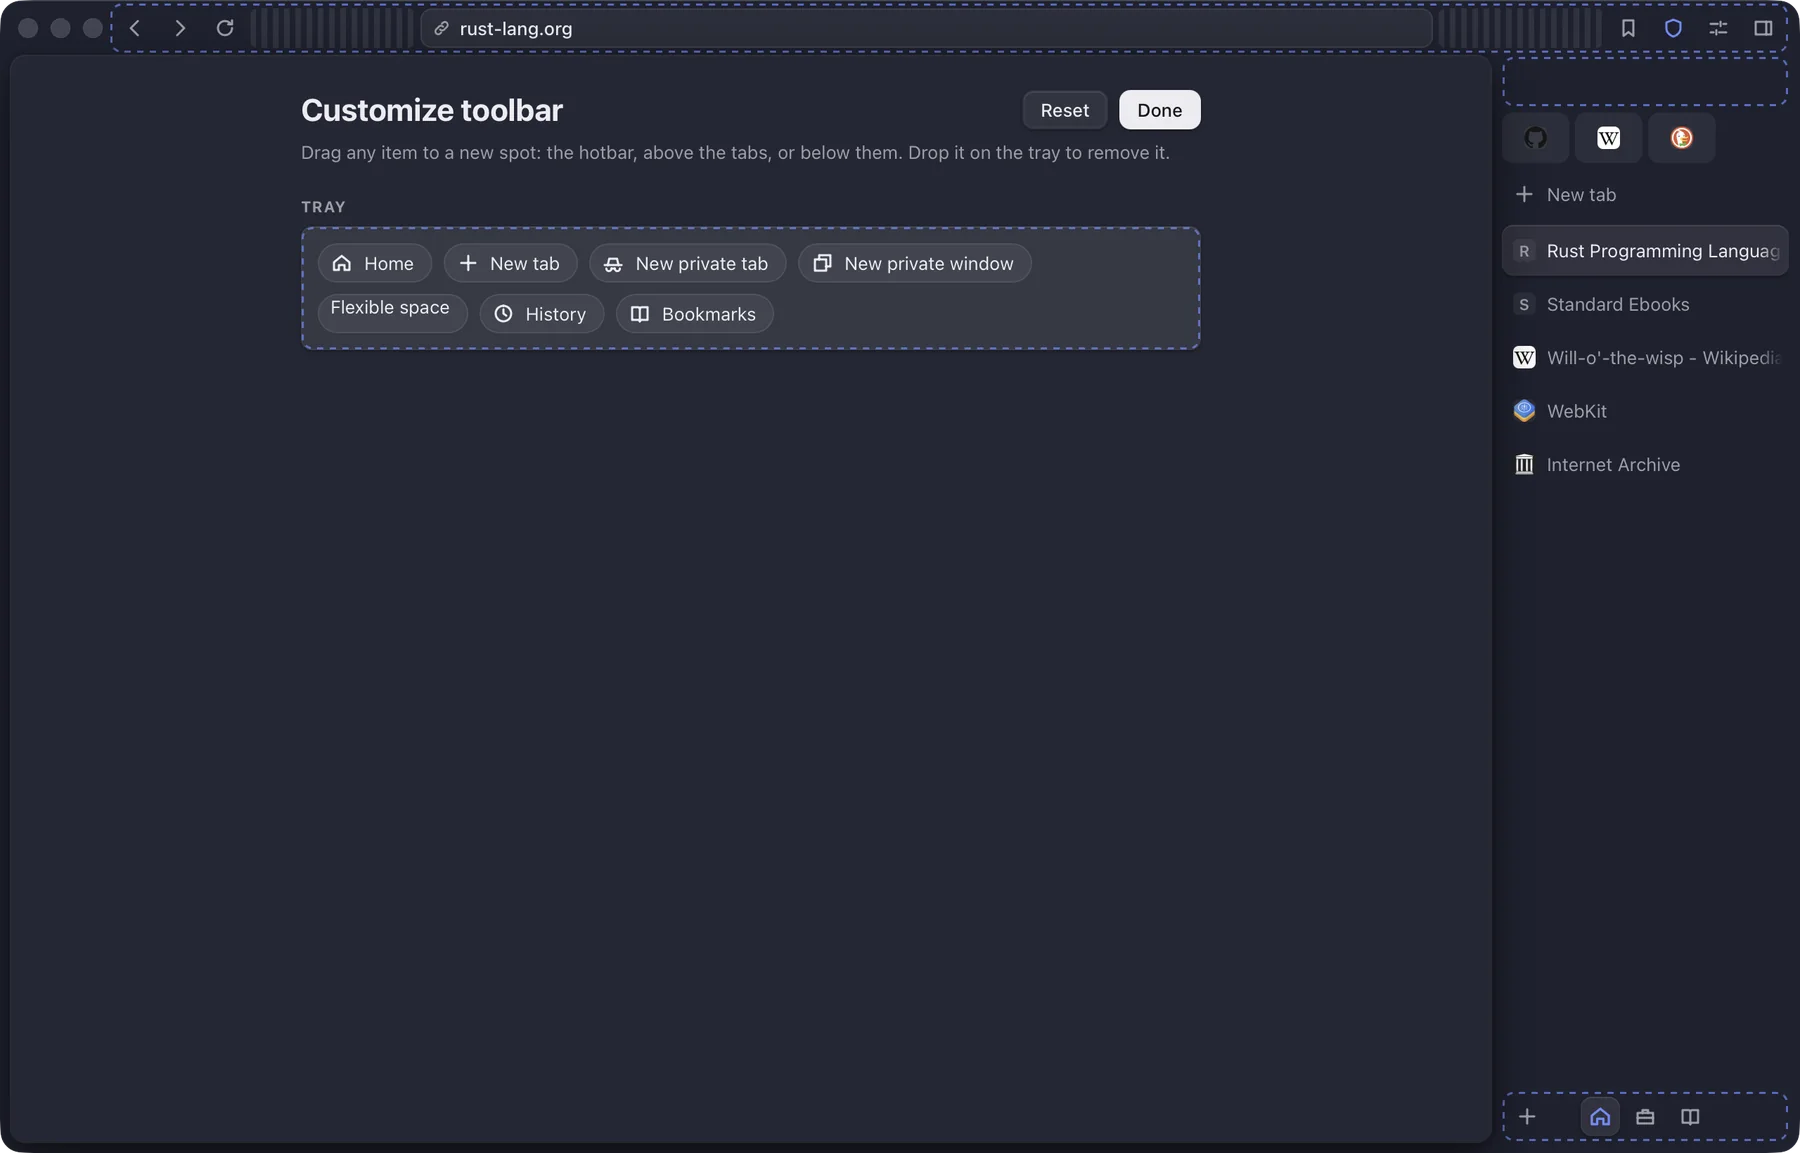 rust-lang.org
Customize toolbar
Reset
Done
Drag any item to a new spot: the hotbar, above the tabs, or below them. Drop it on the tray to remove it.
TRAY
Home
New tab
New private tab
New private window
Flexible space
History
Bookmarks
W
New tab
R Rust Programming Languag
S Standard Ebooks
W Will-o'-the-wisp - Wikipedia
WebKit
Internet Archive